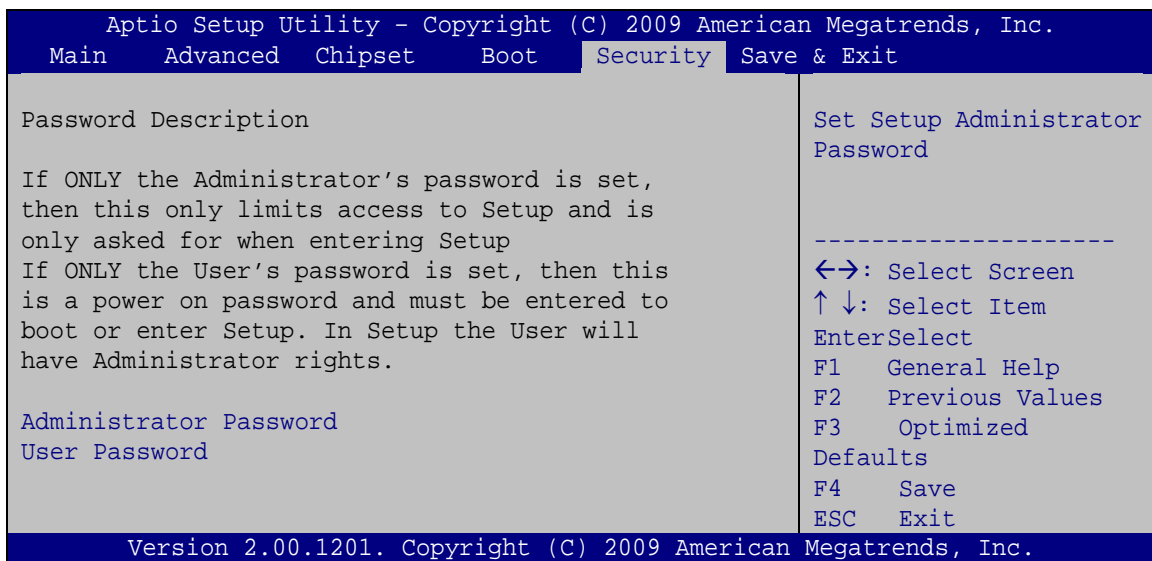 Aptio Setup Utility – Copyright (C) 2009 American Megatrends, Inc.
Main Advanced Chipset Boot Security Save & Exit
Password Description
If ONLY the Administrator's password is set,
then this only limits access to Setup and is
only asked for when entering Setup
If ONLY the User's password is set, then this
is a power on password and must be entered to
boot or enter Setup. In Setup the User will
have Administrator rights.
Administrator Password
User Password
Set Setup Administrator
Password
---------------------
←→: Select Screen
↑ ↓: Select Item
EnterSelect
F1 General Help
F2 Previous Values
F3 Optimized
Defaults
F4 Save
ESC Exit
Version 2.00.1201. Copyright (C) 2009 American Megatrends, Inc.